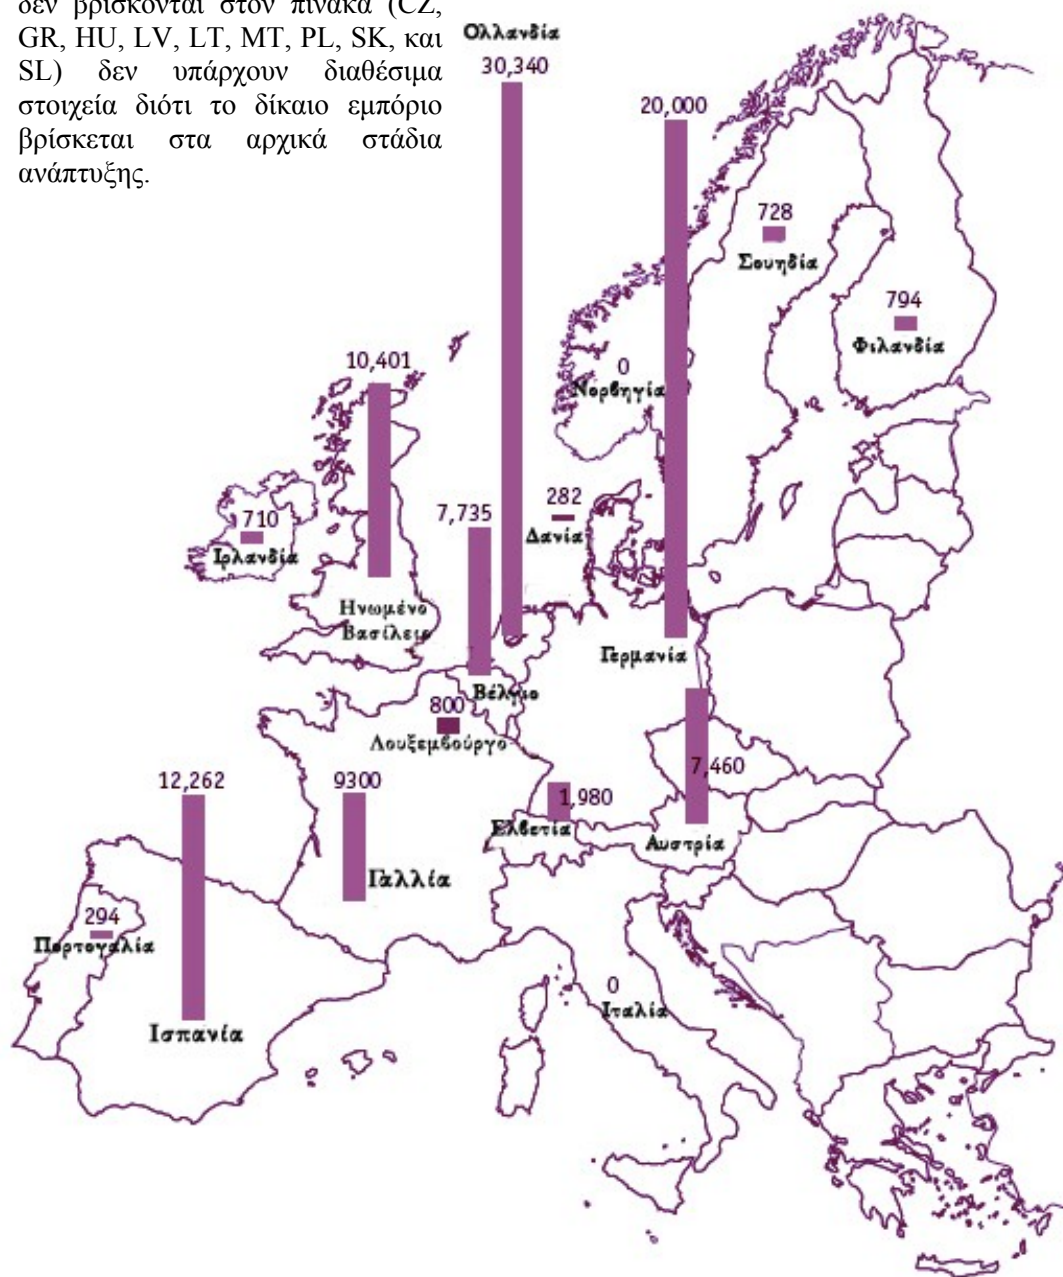 δεν βρίσκονται στον πίνακα (CZ,
GR, HU, LV, LT, MT, PL, SK, και
SL) δεν υπάρχουν διαθέσιμα
στοιχεία διότι το δίκαιο εμπόριο
βρίσκεται στα αρχικά στάδια
ανάπτυξης.
Ολλανδία
30,340
20,000
728
Σουηδία
794
Φιλανδία
0
Νορβηγία
10,401
710
Ιρλανδία
7,735
282
Δανία
Ηνωμένο
Βασίλειο
Γερμανία
Βέλγιο
800
Λουξεμβούργο
7,460
12,262
9300
1,980
Ελβετία
Αυστρία
Γαλλία
294
Πορτογαλία
0
Ιταλία
Ισπανία